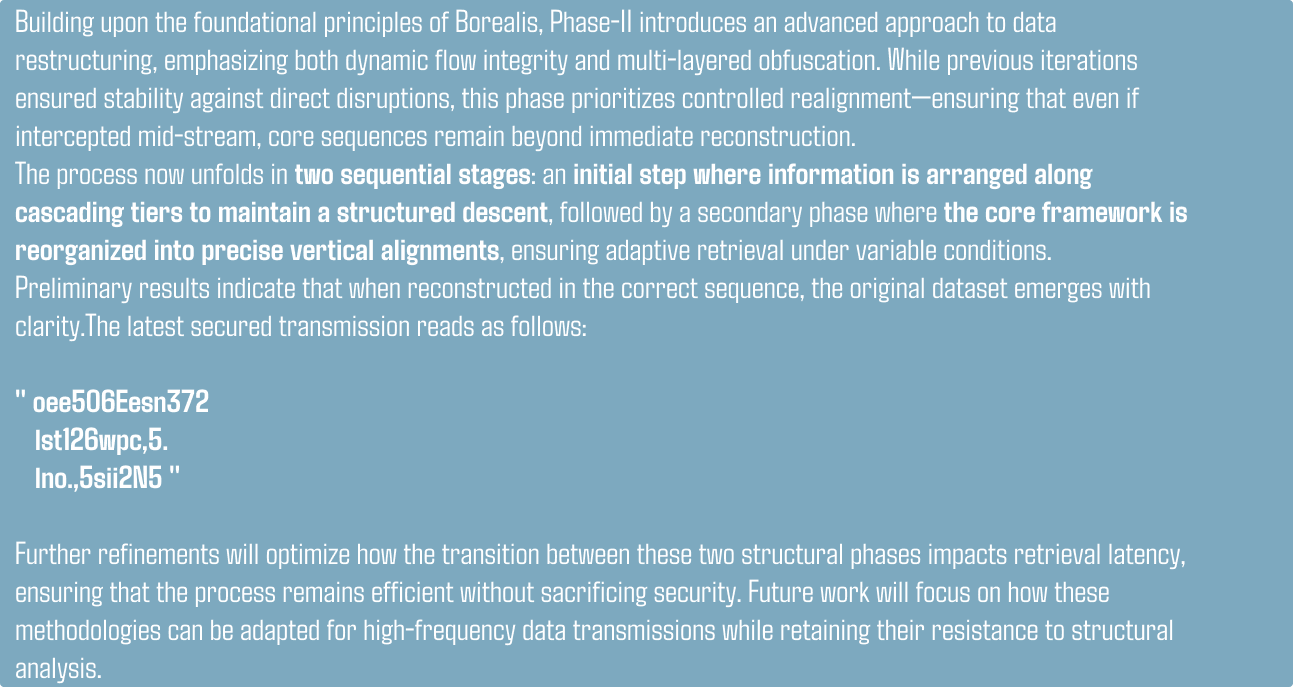 Building upon the foundational principles of Borealis, Phase-II introduces an advanced approach to data
restructuring, emphasizing both dynamic flow integrity and multi-layered obfuscation. While previous iterations
ensured stability against direct disruptions, this phase prioritizes controlled realignment—ensuring that even if
intercepted mid-stream, core sequences remain beyond immediate reconstruction.
The process now unfolds in two sequential stages: an initial step where information is arranged along
cascading tiers to maintain a structured descent, followed by a secondary phase where the core framework is
reorganized into precise vertical alignments, ensuring adaptive retrieval under variable conditions.
Preliminary results indicate that when reconstructed in the correct sequence, the original dataset emerges with
clarity.The latest secured transmission reads as follows:
" oee506Eesn372
lst126wpc,5.
lno.,5sii2N5 "
Further refinements will optimize how the transition between these two structural phases impacts retrieval latency,
ensuring that the process remains efficient without sacrificing security. Future work will focus on how these
methodologies can be adapted for high-frequency data transmissions while retaining their resistance to structural
analysis.